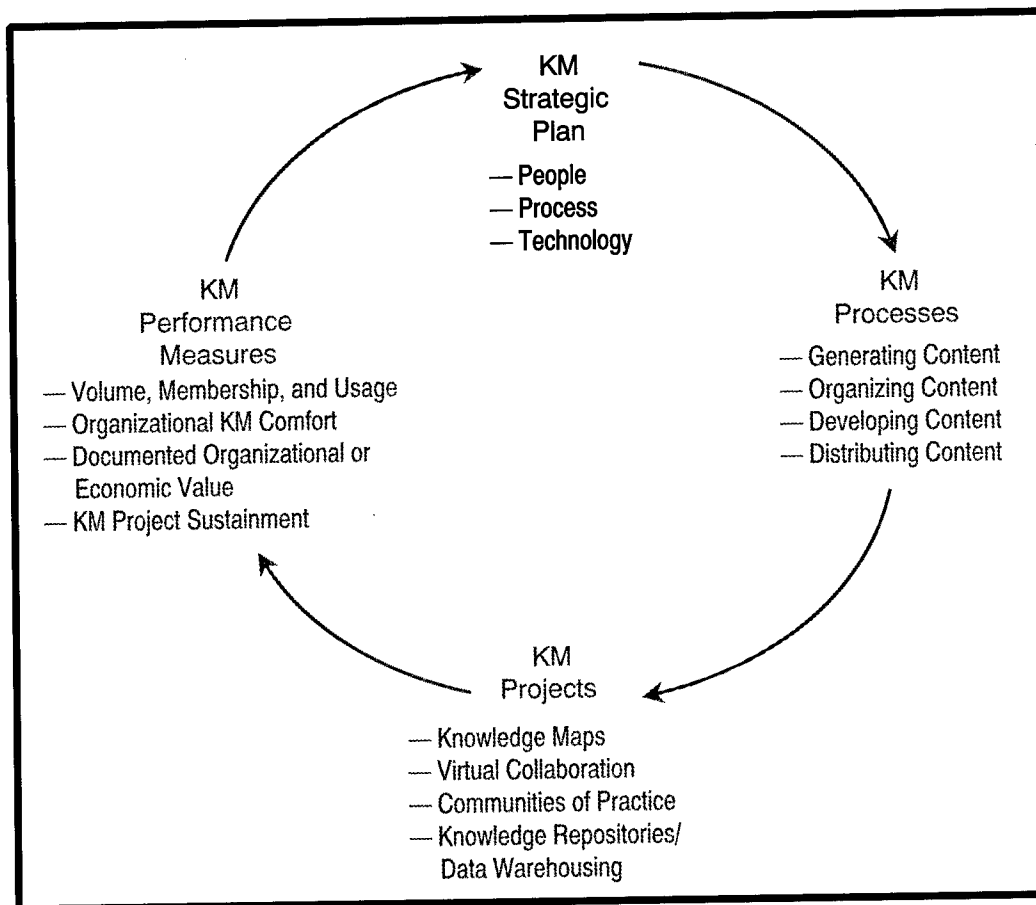 KM
Strategic
Plan
— People
— Process
— Technology
KM
Processes
— Generating Content
— Organizing Content
— Developing Content
— Distributing Content
KM
Projects
— Knowledge Maps
— Virtual Collaboration
— Communities of Practice
— Knowledge Repositories/
Data Warehousing
KM
Performance
Measures
— Volume, Membership, and Usage
— Organizational KM Comfort
— Documented Organizational or
Economic Value
— KM Project Sustainment